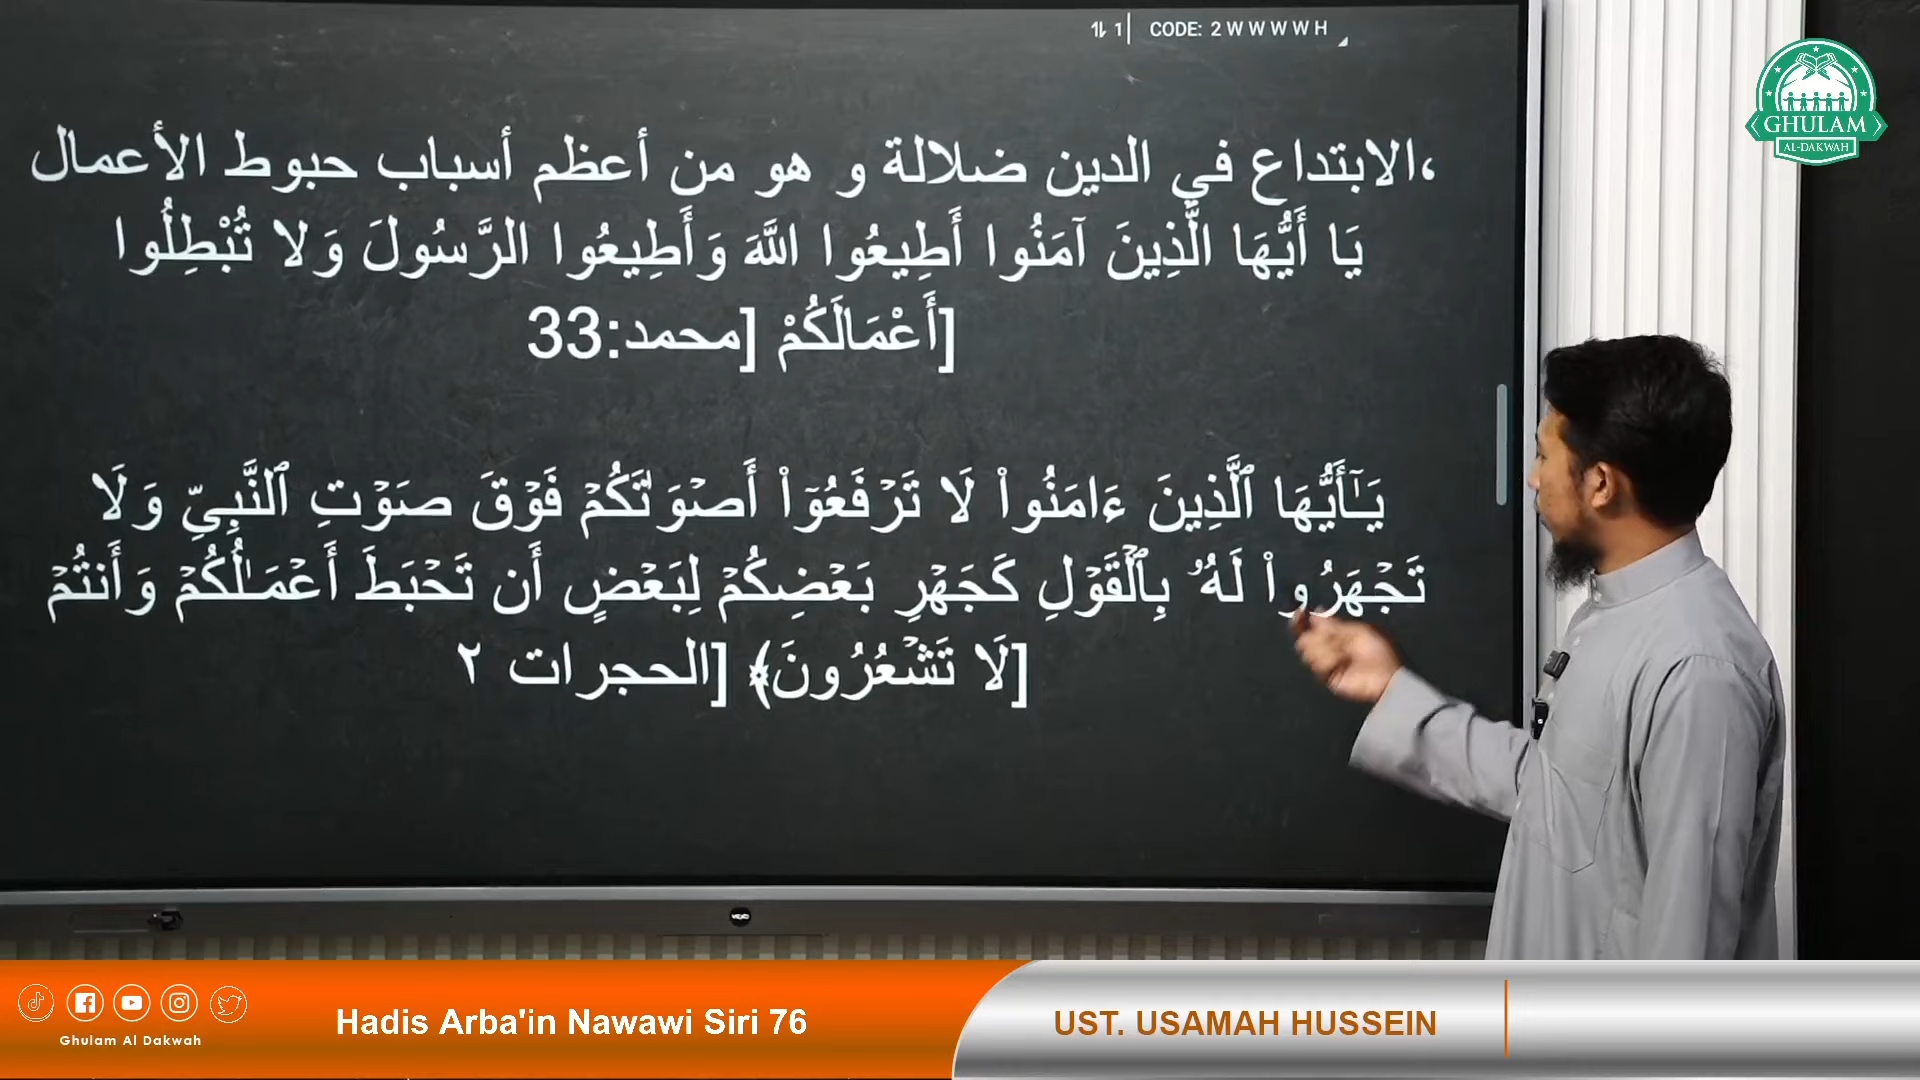 1 CODE: 2 W W W W H
GHULAM
AL-DAKWAH
الابتداع في الدين ضلالة و هو من أعظم أسباب حبوط الأعمال،
يَا أَيُّهَا الَّذِينَ آمَنُوا أَطِيعُوا اللَّهَ وَأَطِيعُوا الرَّسُولَ وَلا تُبْطِلُوا
أَعْمَالَكُمْ [محمد:33]
يَـٰٓأَيُّهَا ٱلَّذِينَ ءَامَنُوا۟ لَا تَرۡفَعُوٓا۟ أَصۡوَٰتَكُمۡ فَوۡقَ صَوۡتِ ٱلنَّبِیِّ وَلَا
تَجۡهَرُوا۟ لَهُۥ بِٱلۡقَوۡلِ كَجَهۡرِ بَعۡضِكُمۡ لِبَعۡضٍ أَن تَحۡبَطَ أَعۡمَـٰلُكُمۡ وَأَنتُمۡ
لَا تَشۡعُرُونَ﴾ [الحجرات ٢]
Ghulam Al Dakwah
Hadis Arba'in Nawawi Siri 76
UST. USAMAH HUSSEIN